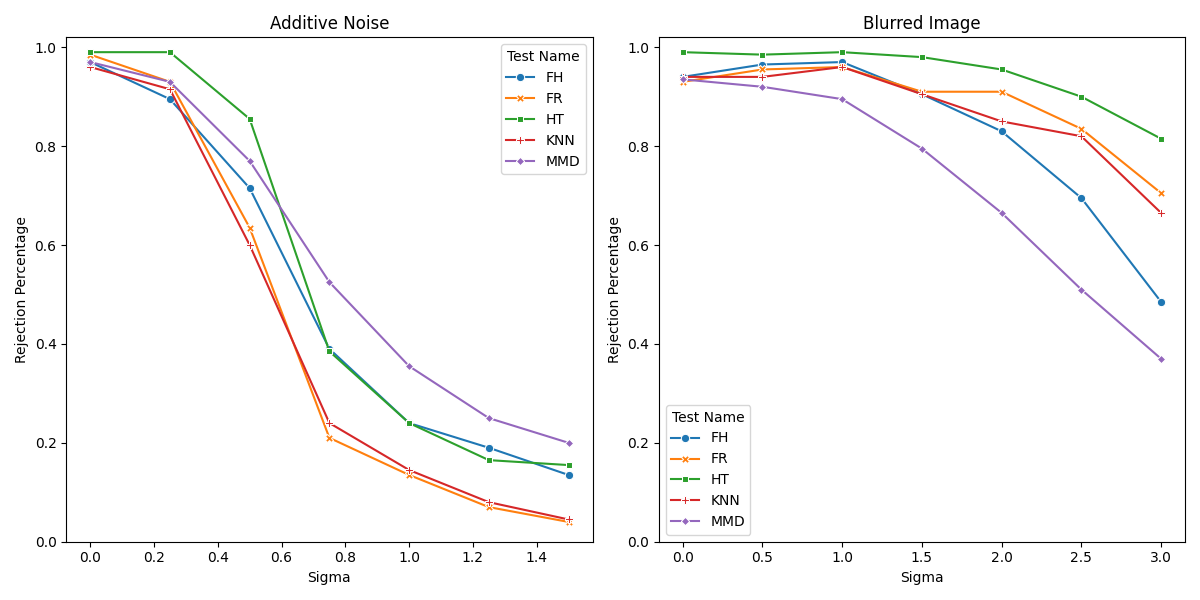 Additive Noise
Rejection Percentage
1.0
0.8
0.6
0.4
0.2
0.0
0.0 0.2 0.4 0.6 0.8 1.0 1.2 1.4
Sigma
Test Name
FH
FR
HT
KNN
MMD
Blurred Image
Rejection Percentage
1.0
0.8
0.6
0.4
0.2
0.0
0.0 0.5 1.0 1.5 2.0 2.5 3.0
Sigma
Test Name
FH
FR
HT
KNN
MMD